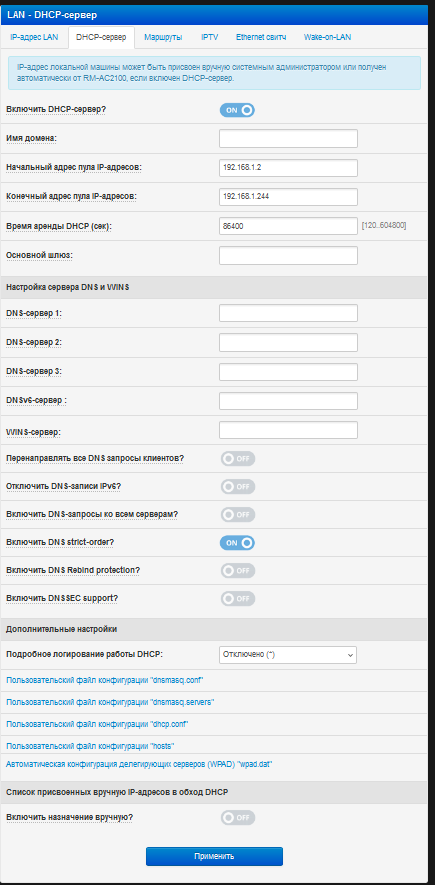 LAN - DHCP-сервер
IP-адрес LAN DHCP-сервер Маршруты IPTV Ethernet свитч Wake-on-LAN
IP-адрес локальной машины может быть присвоен вручную системным администратором или получен
автоматически от RM-AC2100, если включен DHCP-сервер.
Включить DHCP-сервер? ON
Имя домена:
Начальный адрес пула IP-адресов: 192.168.1.2
Конечный адрес пула IP-адресов: 192.168.1.244
Время аренды DHCP (сек): 86400 [120..604800]
Основной шлюз:
Настройка сервера DNS и WINS
DNS-сервер 1:
DNS-сервер 2:
DNS-сервер 3:
DNSv6-сервер :
WINS-сервер:
Перенаправлять все DNS запросы клиентов? OFF
Отключить DNS-записи IPv6? OFF
Включить DNS-запросы ко всем серверам? OFF
Включить DNS strict-order? ON
Включить DNS Rebind protection? OFF
Включить DNSSEC support? OFF
Дополнительные настройки
Подробное логирование работы DHCP: Отключено (*)
Пользовательский файл конфигурации "dnsmasq.conf"
Пользовательский файл конфигурации "dnsmasq.servers"
Пользовательский файл конфигурации "dhcp.conf"
Пользовательский файл конфигурации "hosts"
Автоматическая конфигурация делегирующих серверов (WPAD) "wpad.dat"
Список присвоенных вручную IP-адресов в обход DHCP
Включить назначение вручную? OFF
Применить